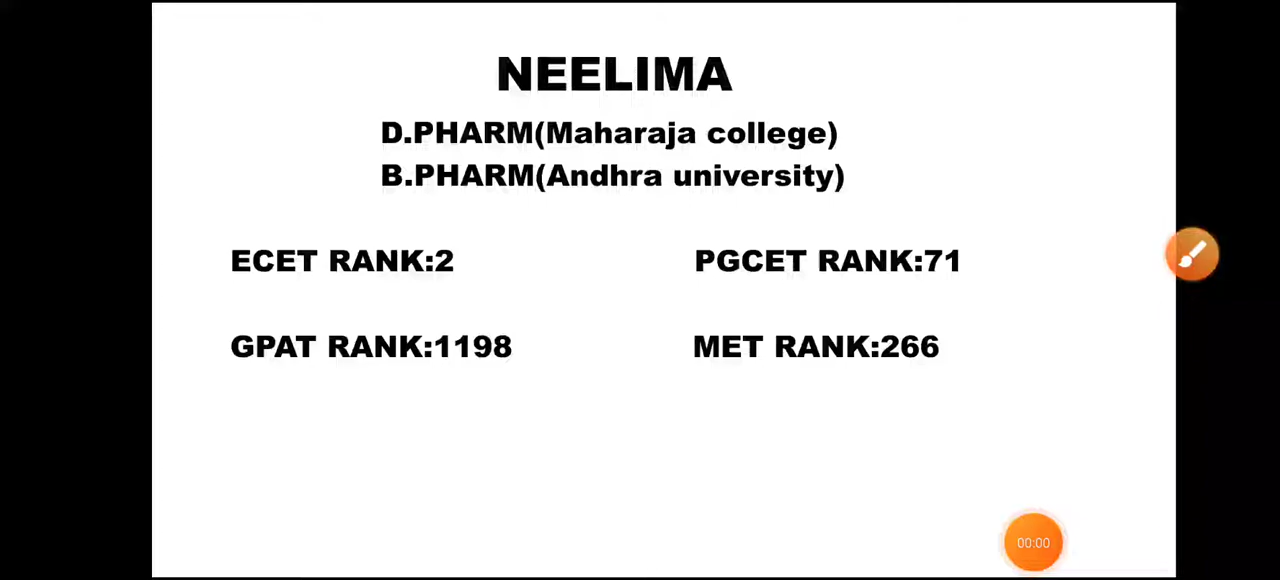 NEELIMA
D.PHARM(Maharaja college)
B.PHARM(Andhra university)
ECET RANK:2 PGCET RANK:71
GPAT RANK:1198 MET RANK:266
00:00